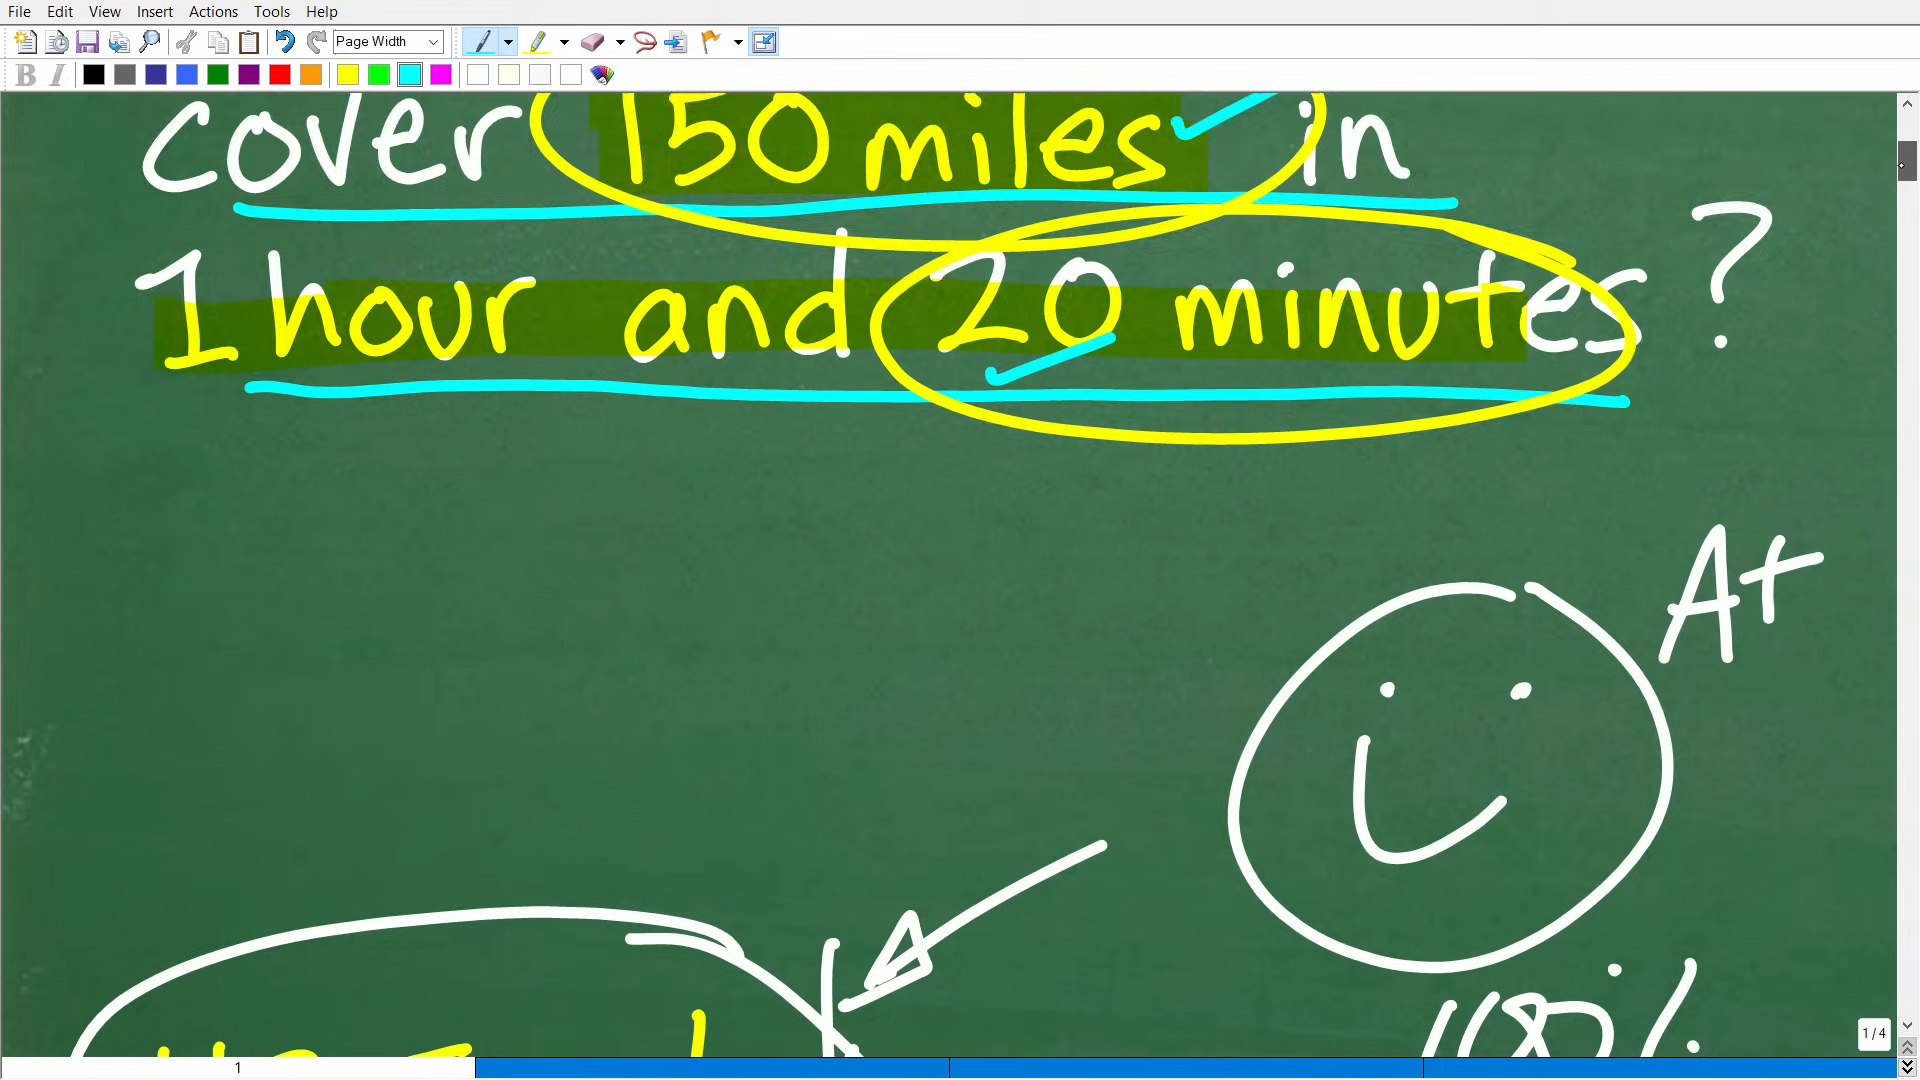 File Edit View Insert Actions Tools Help
Page Width
B I
cover 150 miles in
1 hour and 20 minutes ?
A+
100%
1 / 4
1